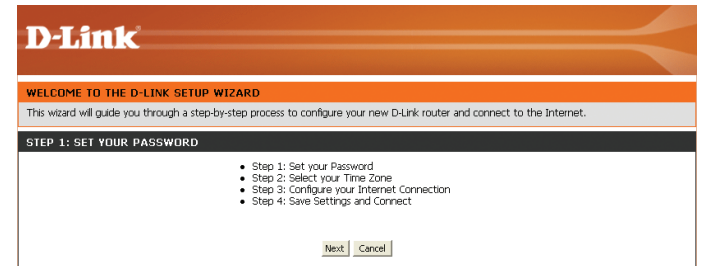 D-Link
WELCOME TO THE D-LINK SETUP WIZARD
This wizard will guide you through a step-by-step process to configure your new D-Link router and connect to the Internet.
STEP 1: SET YOUR PASSWORD
• Step 1: Set your Password
• Step 2: Select your Time Zone
• Step 3: Configure your Internet Connection
• Step 4: Save Settings and Connect
Next Cancel